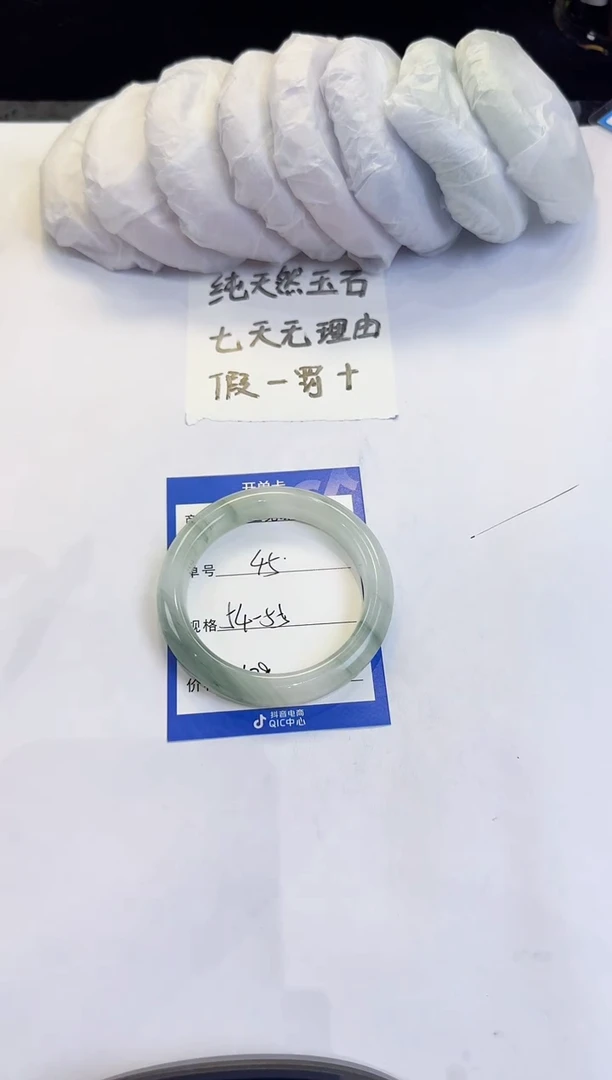 纯天然玉石
七天无理由
假一罚十
开单卡
单号 45
规格 54-55
抖音电商
QIC中心